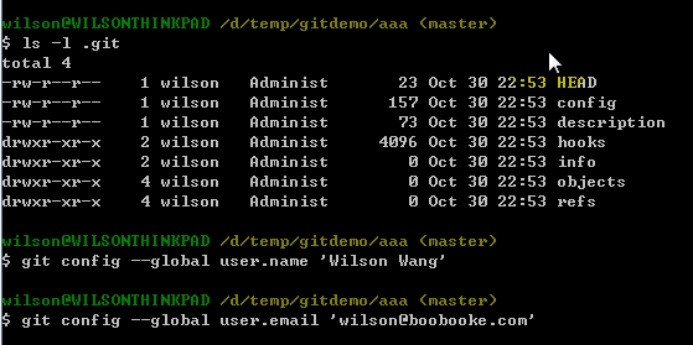 wilson@WILSONTHINKPAD /d/temp/gitdemo/aaa (master)
$ ls -l .git
total 4
-rw-r--r-- 1 wilson Administ 23 Oct 30 22:53 HEAD
-rw-r--r-- 1 wilson Administ 157 Oct 30 22:53 config
-rw-r--r-- 1 wilson Administ 73 Oct 30 22:53 description
drwxr-xr-x 2 wilson Administ 4096 Oct 30 22:53 hooks
drwxr-xr-x 2 wilson Administ 0 Oct 30 22:53 info
drwxr-xr-x 4 wilson Administ 0 Oct 30 22:53 objects
drwxr-xr-x 4 wilson Administ 0 Oct 30 22:53 refs
wilson@WILSONTHINKPAD /d/temp/gitdemo/aaa (master)
$ git config --global user.name 'Wilson Wang'
wilson@WILSONTHINKPAD /d/temp/gitdemo/aaa (master)
$ git config --global user.email 'wilson@boobooke.com'